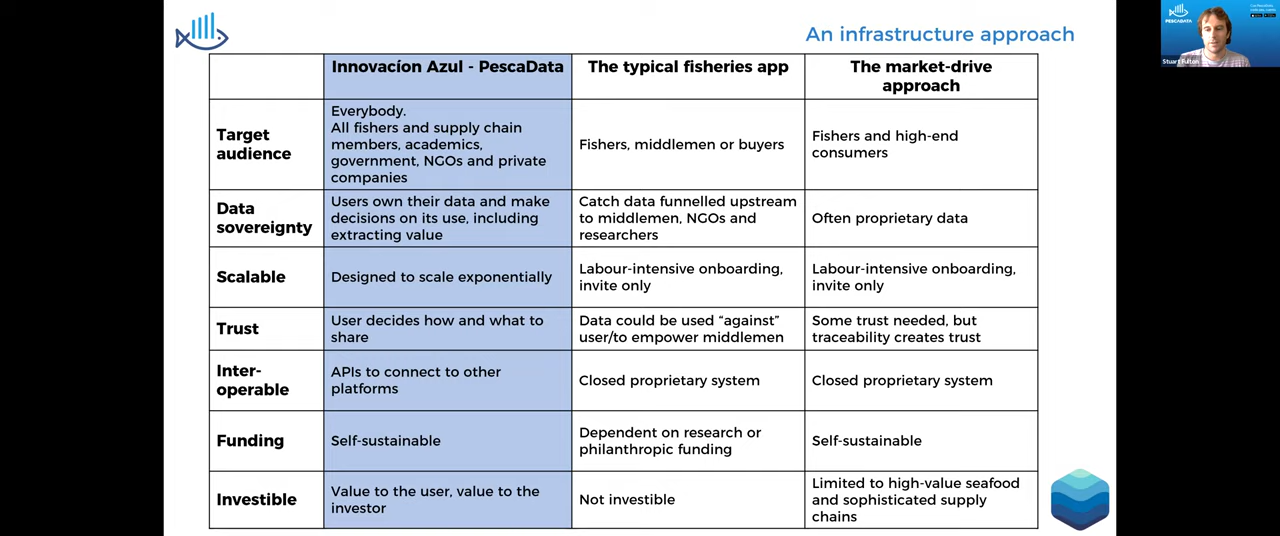 An infrastructure approach
Innovacíon Azul - PescaData
The typical fisheries app
The market-drive
approach
Target
audience
Everybody.
All fishers and supply chain
members, academics,
government, NGOs and private
companies
Fishers, middlemen or buyers
Fishers and high-end
consumers
Data
sovereignty
Users own their data and make
decisions on its use, including
extracting value
Catch data funnelled upstream
to middlemen, NGOs and
researchers
Often proprietary data
Scalable
Designed to scale exponentially
Labour-intensive onboarding,
invite only
Labour-intensive onboarding,
invite only
Trust
User decides how and what to
share
Data could be used “against”
user/to empower middlemen
Some trust needed, but
traceability creates trust
Inter-
operable
APIs to connect to other
platforms
Closed proprietary system
Closed proprietary system
Funding
Self-sustainable
Dependent on research or
philanthropic funding
Self-sustainable
Investible
Value to the user, value to the
investor
Not investible
Limited to high-value seafood
and sophisticated supply
chains
PESCADATA
Stuart Fulton